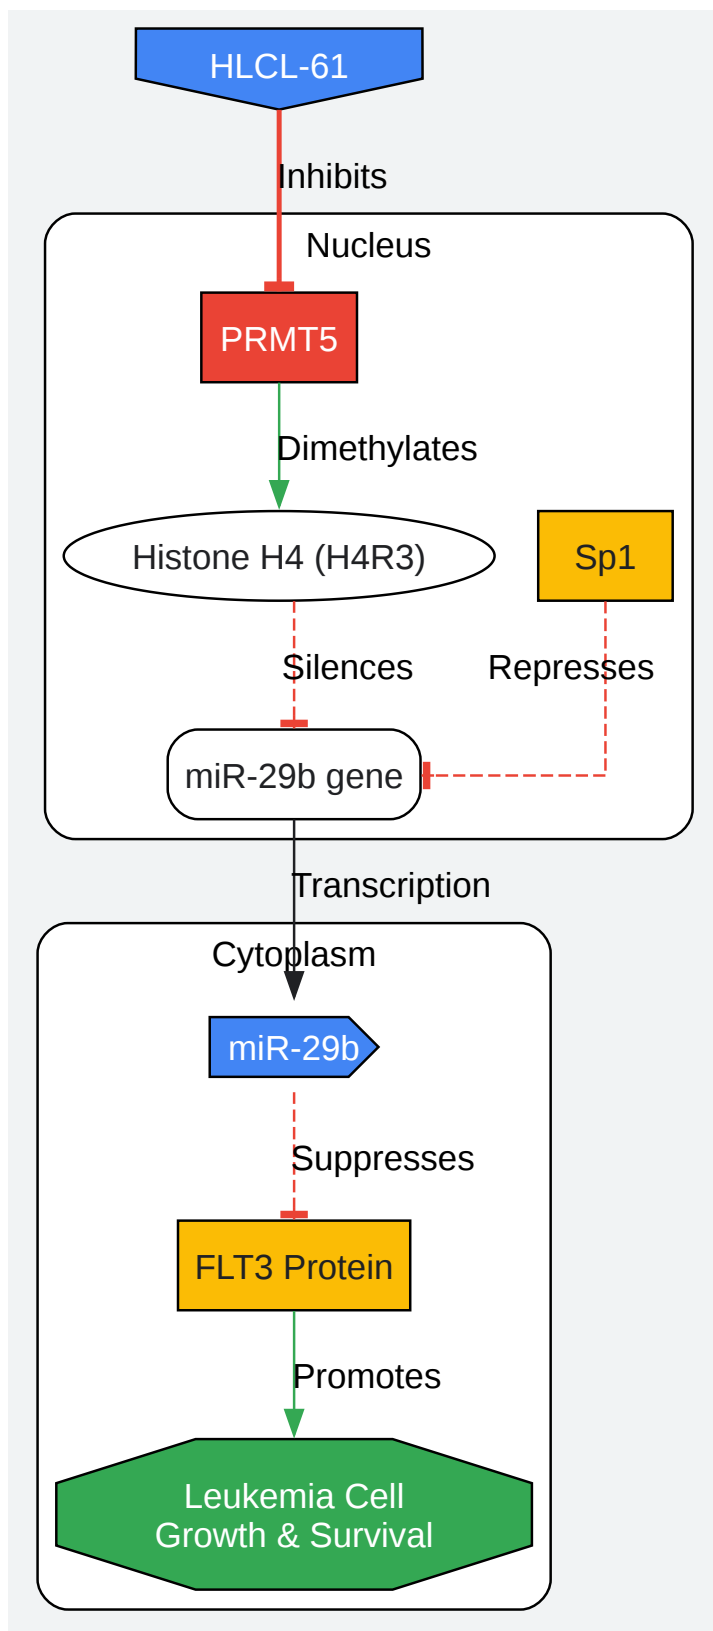 HLCL-61
Inhibits
Nucleus
PRMT5
Dimethylates
Histone H4 (H4R3)
Sp1
Silences
Represses
miR-29b gene
Transcription
Cytoplasm
miR-29b
Suppresses
FLT3 Protein
Promotes
Leukemia Cell
Growth & Survival